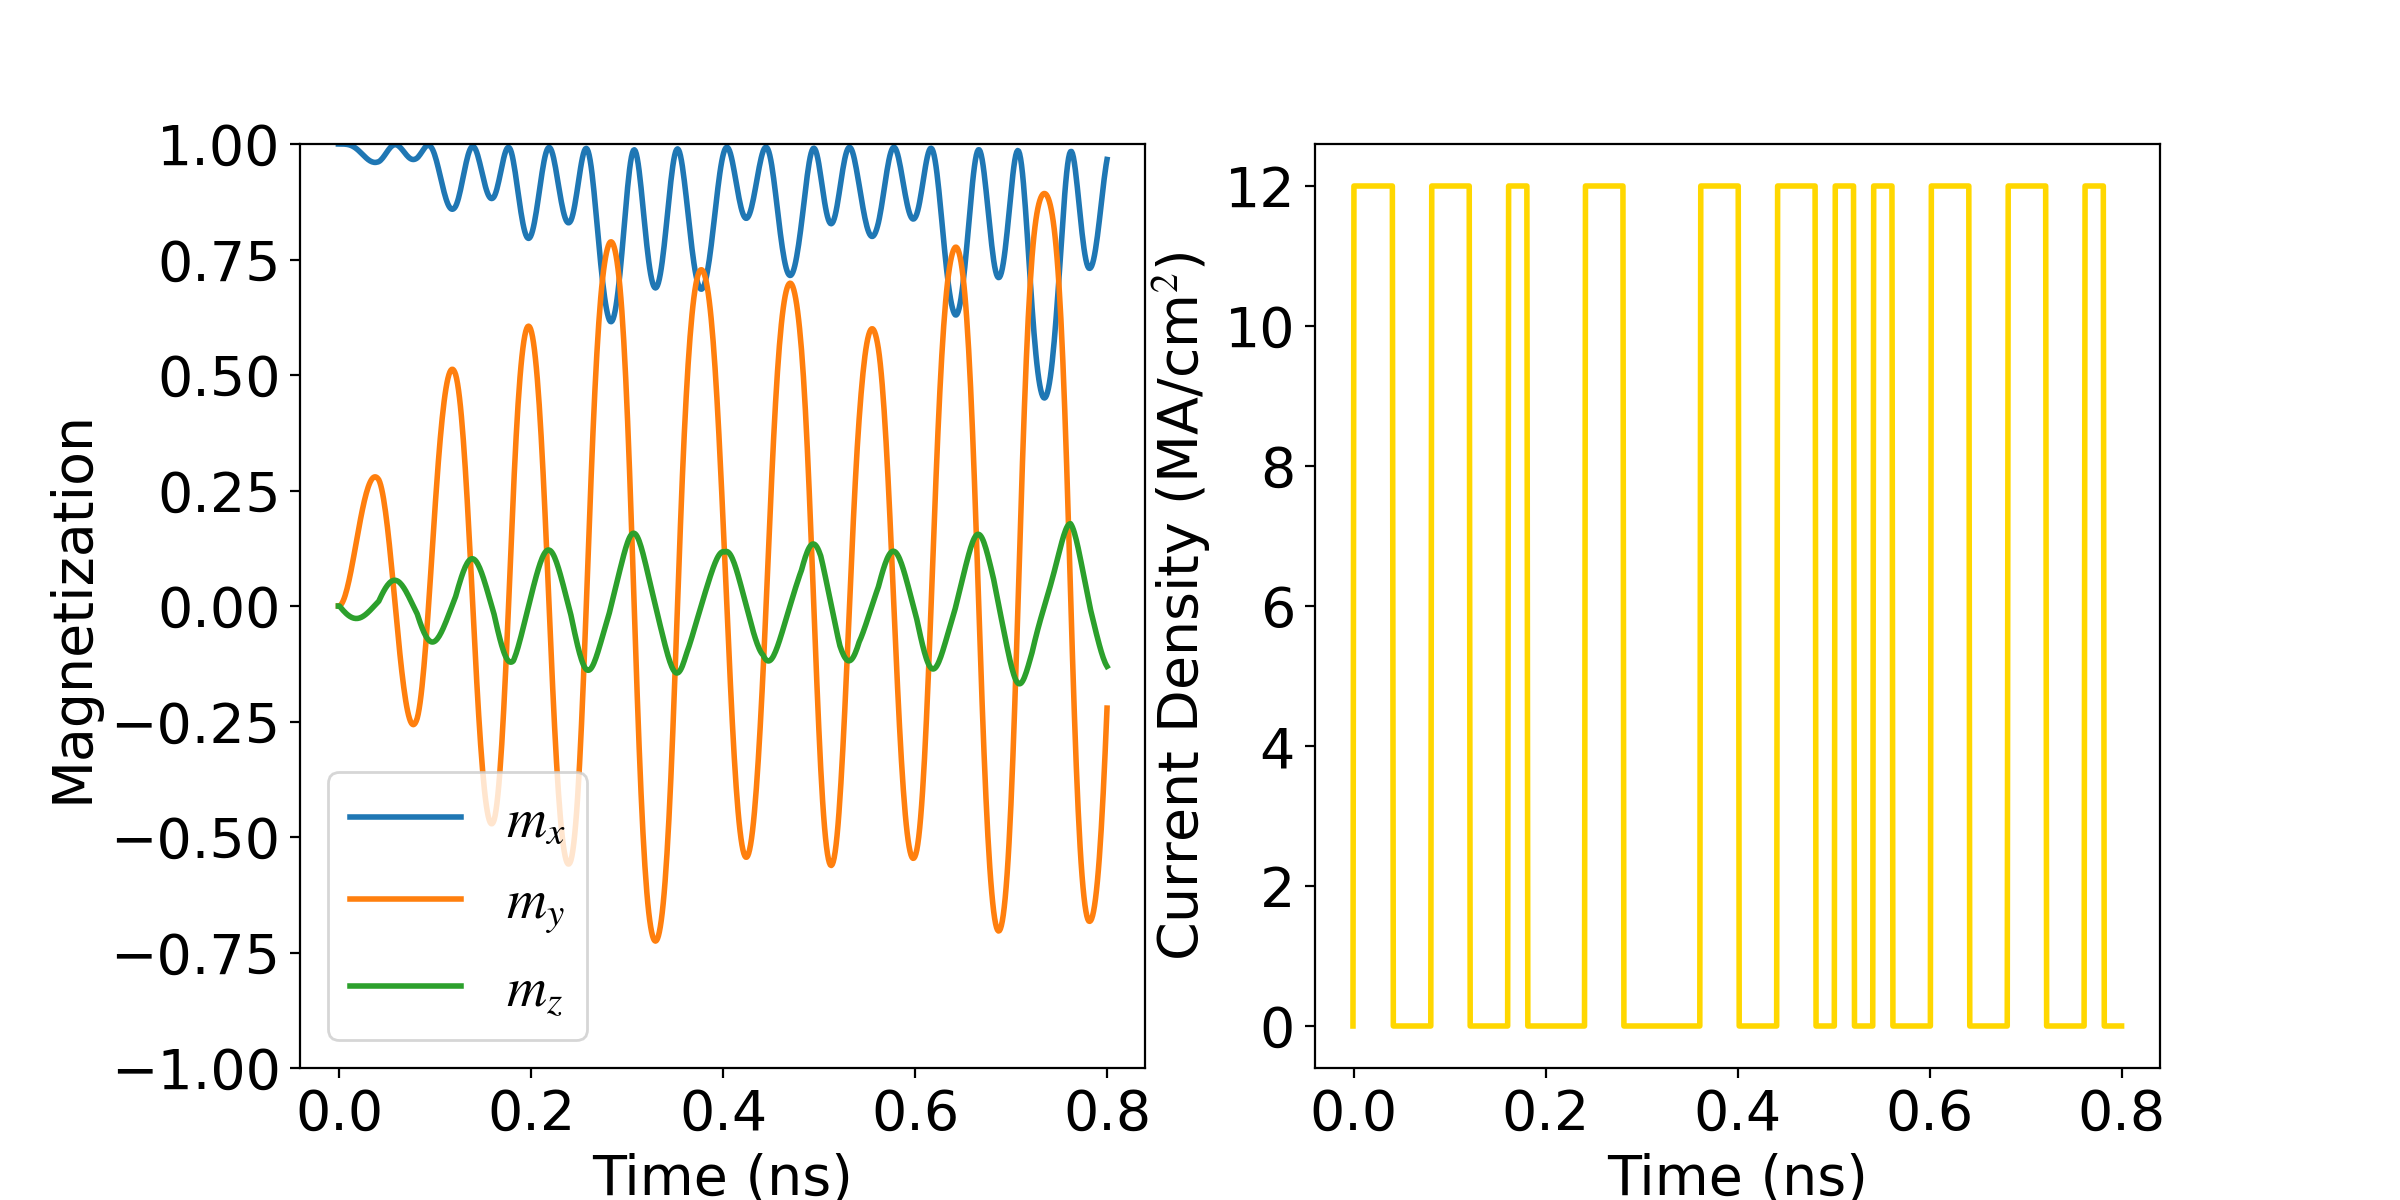 Magnetization
1.00
0.75
0.50
0.25
0.00
−0.25
−0.50
−0.75
−1.00
0.0 0.2 0.4 0.6 0.8
Time (ns)
m_x
m_y
m_z
Current Density (MA/cm²)
12
10
8
6
4
2
0
0.0 0.2 0.4 0.6 0.8
Time (ns)